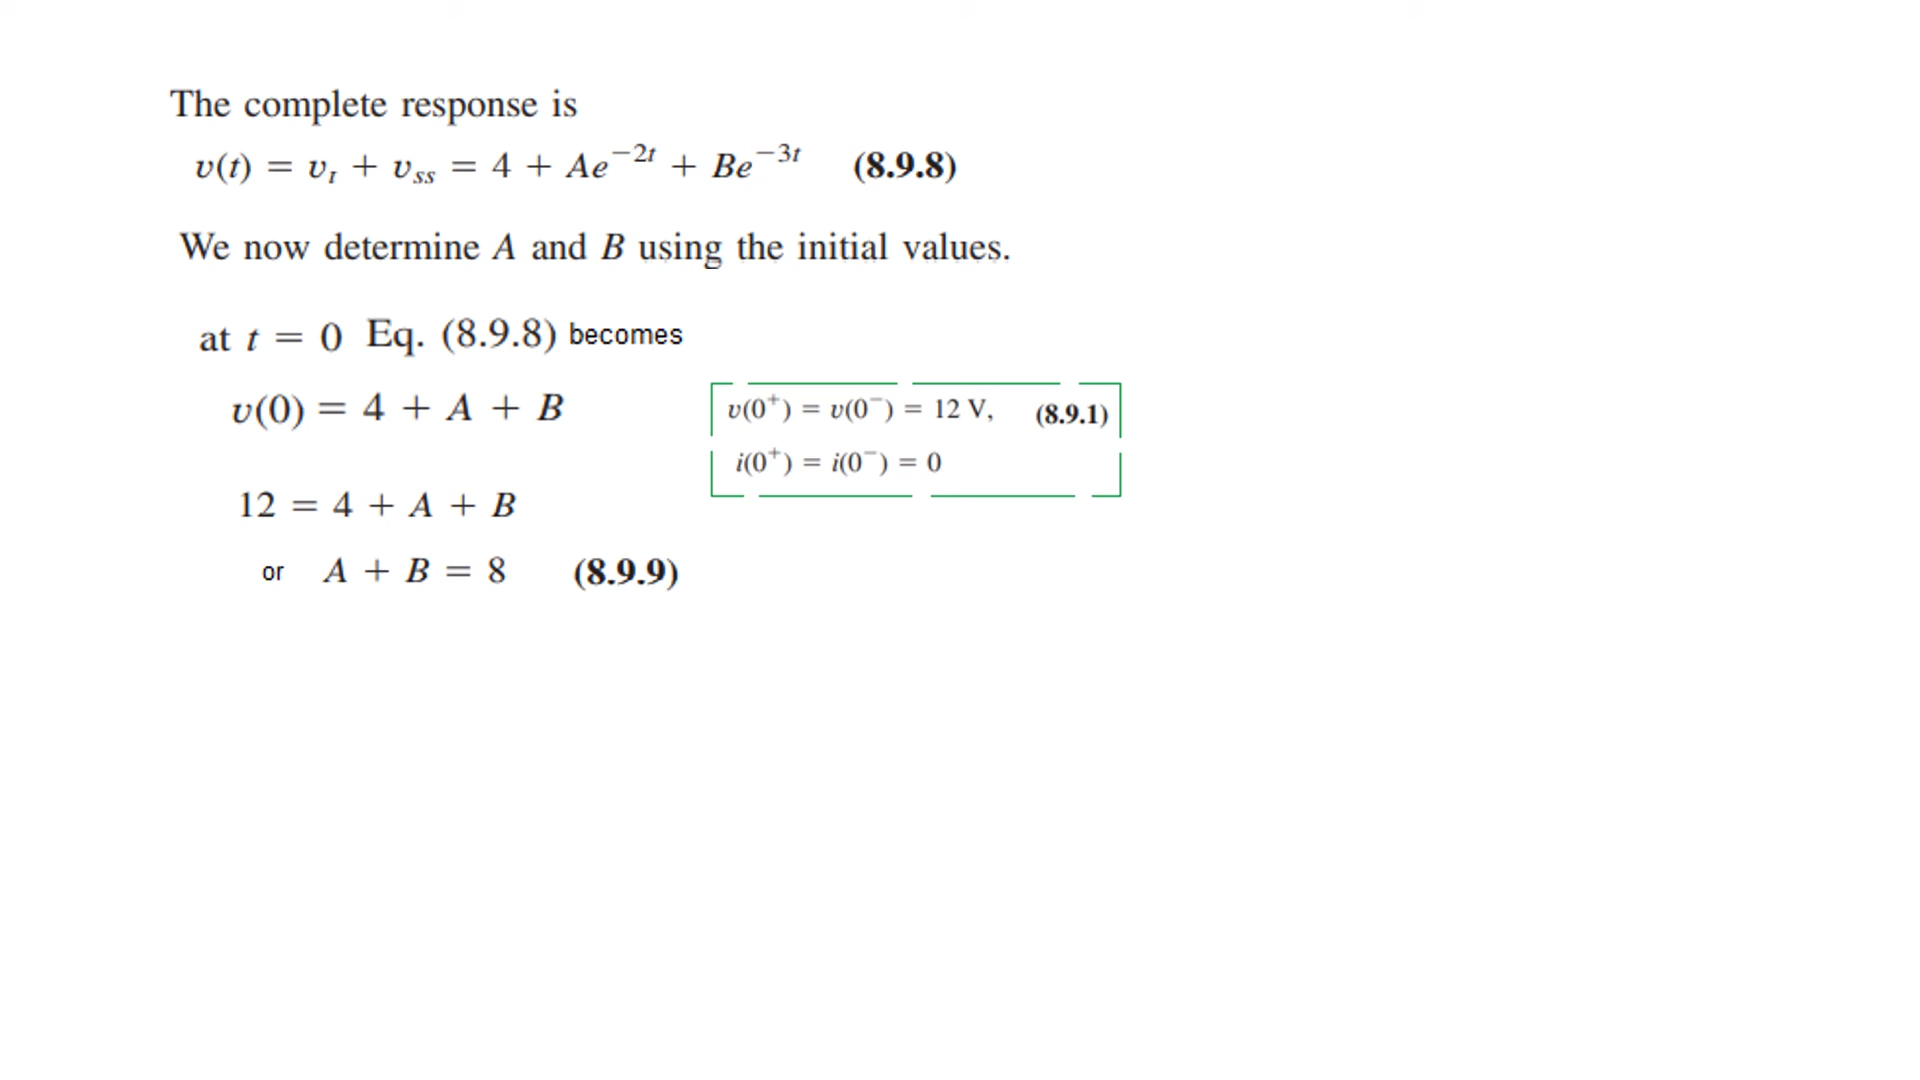 The complete response is
v(t) = v_t + v_ss = 4 + Ae^−2t + Be^−3t (8.9.8)
We now determine A and B using the initial values.
at t = 0 Eq. (8.9.8) becomes
v(0) = 4 + A + B
v(0⁺) = v(0⁻) = 12 V, (8.9.1)
i(0⁺) = i(0⁻) = 0
12 = 4 + A + B
or A + B = 8 (8.9.9)